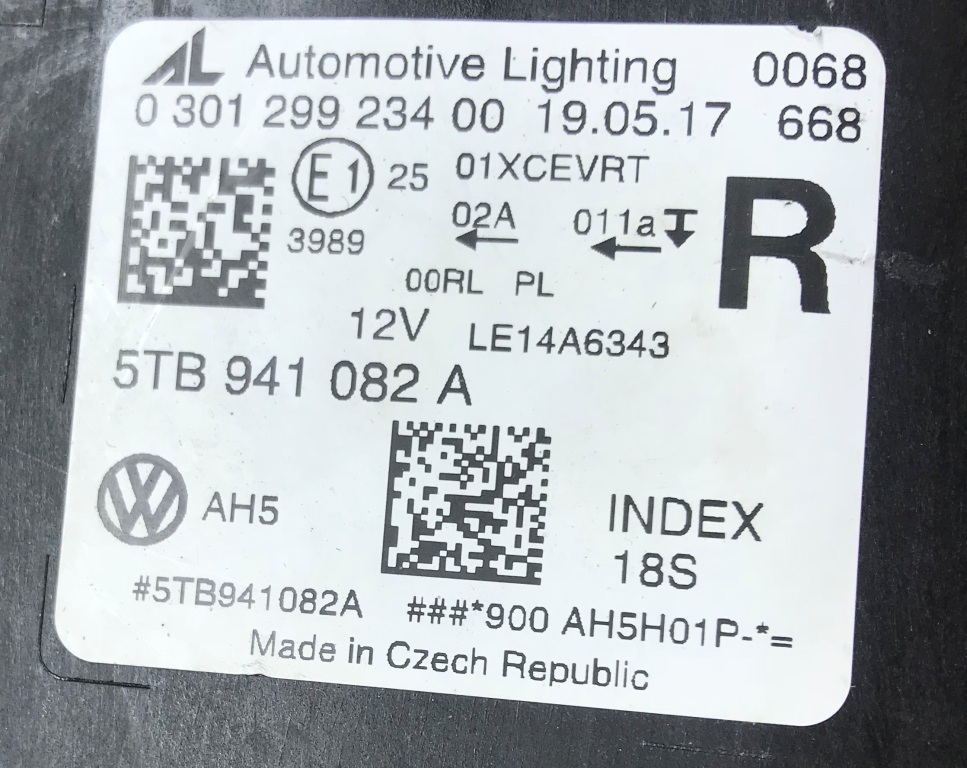 AL Automotive Lighting 0068
0 301 299 234 00 19.05.17 668
E1 25 01XCEVRT
3989 02A 011a R
00RL PL
12V LE14A6343
5TB 941 082 A
VW AH5 INDEX
18S
#5TB941082A ###*900 AH5H01P-*=
Made in Czech Republic